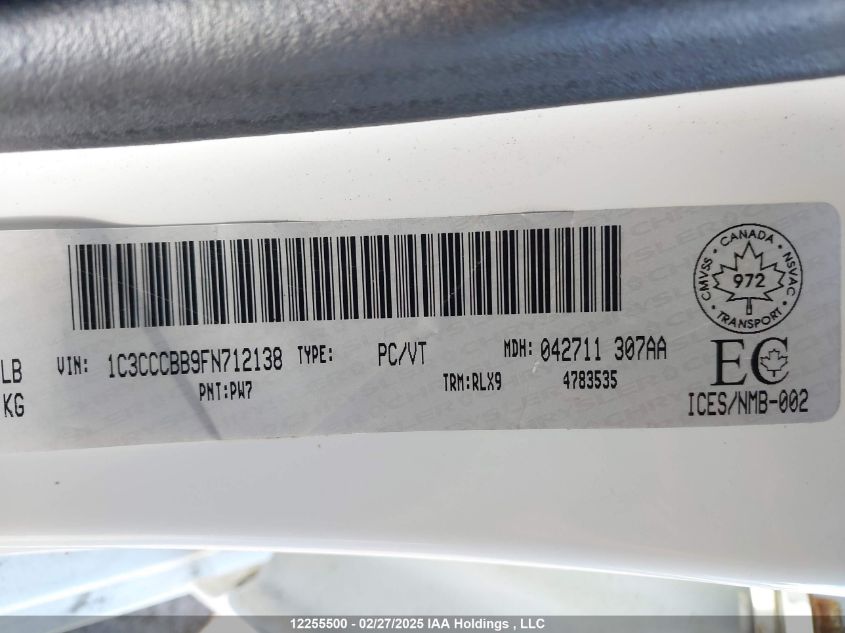 CANADA
CMVSS
NSVAC
972
TRANSPORT
LB
VIN: 1C3CCCBB9FN712138 TYPE: PC/VT MDH: 042711 307AA
KG
PNT:PW7 TRM:RLX9 4783535
EC
ICES/NMB-002
12255500 - 02/27/2025 IAA Holdings , LLC